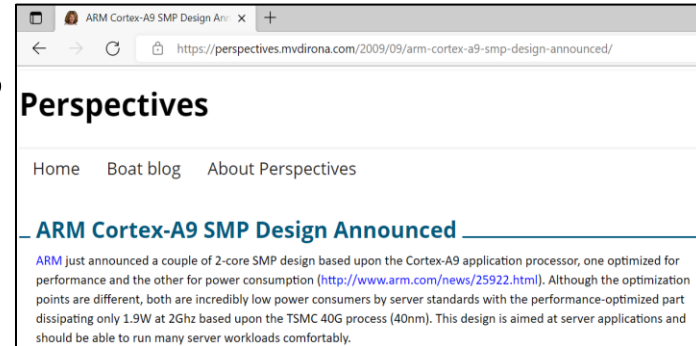 ARM Cortex-A9 SMP Design Ann
https://perspectives.mvdirona.com/2009/09/arm-cortex-a9-smp-design-announced/
Perspectives
Home Boat blog About Perspectives
ARM Cortex-A9 SMP Design Announced
ARM just announced a couple of 2-core SMP design based upon the Cortex-A9 application processor, one optimized for
performance and the other for power consumption (http://www.arm.com/news/25922.html). Although the optimization
points are different, both are incredibly low power consumers by server standards with the performance-optimized part
dissipating only 1.9W at 2Ghz based upon the TSMC 40G process (40nm). This design is aimed at server applications and
should be able to run many server workloads comfortably.